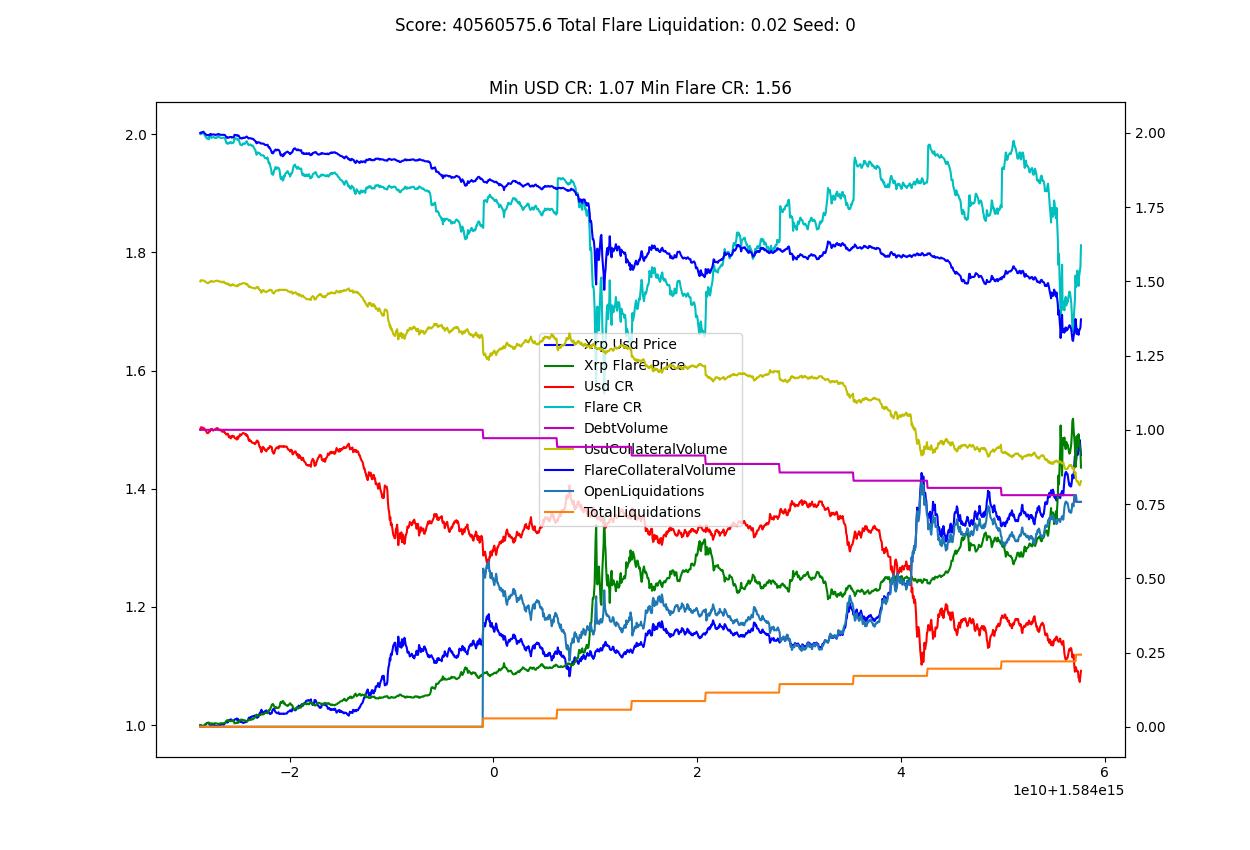 Score: 40560575.6 Total Flare Liquidation: 0.02 Seed: 0
Min USD CR: 1.07 Min Flare CR: 1.56
2.0
1.8
1.6
1.4
1.2
1.0
2.00
1.75
1.50
1.25
1.00
0.75
0.50
0.25
0.00
Xrp Usd Price
Xrp Flare Price
Usd CR
Flare CR
DebtVolume
UsdCollateralVolume
FlareCollateralVolume
OpenLiquidations
TotalLiquidations
−2
0
2
4
6
1e10+1.584e15